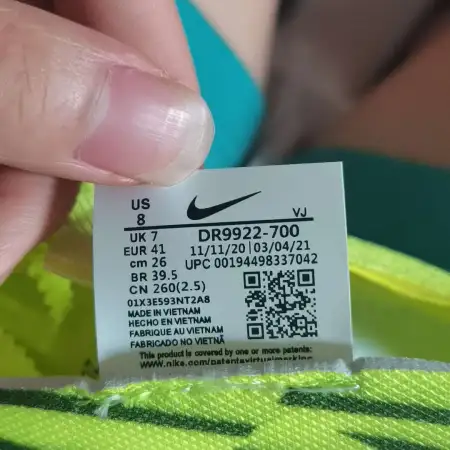 US
8
VJ
UK 7
DR9922-700
EUR 41
11/11/20 | 03/04/21
cm 26
UPC 00194498337042
BR 39.5
CN 260(2.5)
01X3E593NT2A8
MADE IN VIETNAM
HECHO EN VIETNAM
FABRIQUE AU VIETNAM
FABRICADO NO VIETNÃ
This product is covered by one or more patents: